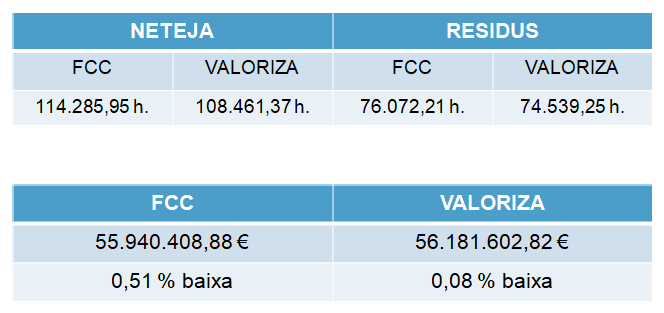 NETEJA RESIDUS
FCC VALORIZA FCC VALORIZA
114.285,95 h. 108.461,37 h. 76.072,21 h. 74.539,25 h.
FCC VALORIZA
55.940.408,88 € 56.181.602,82 €
0,51 % baixa 0,08 % baixa